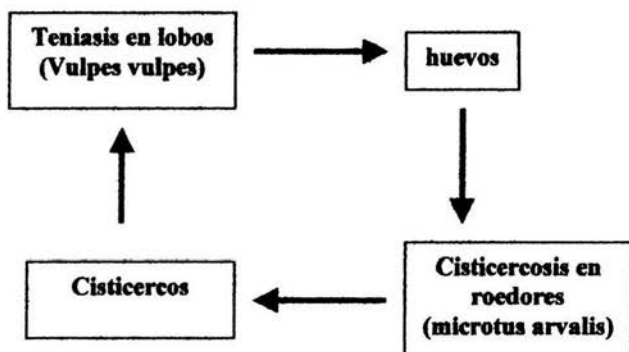 Teniasis en lobos
(Vulpes vulpes)
huevos
Cisticercos
Cisticercosis en
roedores
(microtus arvalis)